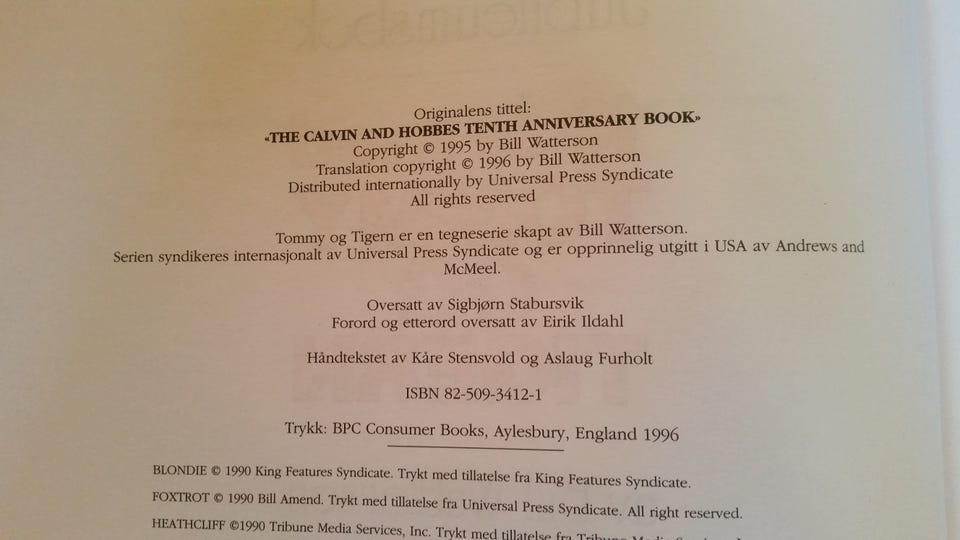 Jubileumsbok
Originalens tittel:
«THE CALVIN AND HOBBES TENTH ANNIVERSARY BOOK»
Copyright © 1995 by Bill Watterson
Translation copyright © 1996 by Bill Watterson
Distributed internationally by Universal Press Syndicate
All rights reserved
Tommy og Tigern er en tegneserie skapt av Bill Watterson.
Serien syndikeres internasjonalt av Universal Press Syndicate og er opprinnelig utgitt i USA av Andrews and
McMeel.
Oversatt av Sigbjørn Stabursvik
Forord og etterord oversatt av Eirik Ildahl
Håndtekstet av Kåre Stensvold og Aslaug Furholt
ISBN 82-509-3412-1
Trykk: BPC Consumer Books, Aylesbury, England 1996
BLONDIE © 1990 King Features Syndicate. Trykt med tillatelse fra King Features Syndicate.
FOXTROT © 1990 Bill Amend. Trykt med tillatelse fra Universal Press Syndicate. All right reserved.
HEATHCLIFF ©1990 Tribune Media Services, Inc. Trykt med tillatelse fra Tribune Media Services